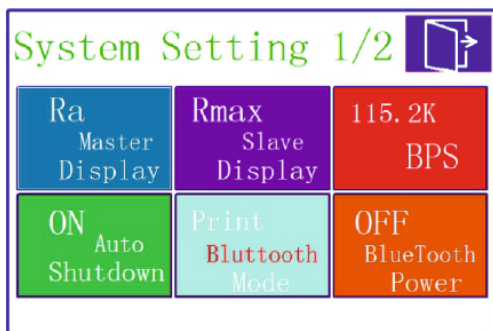 System Setting 1/2
Ra
Master
Display
Rmax
Slave
Display
115.2K
BPS
ON
Auto
Shutdown
Print
Bluttooth
Mode
OFF
BlueTooth
Power